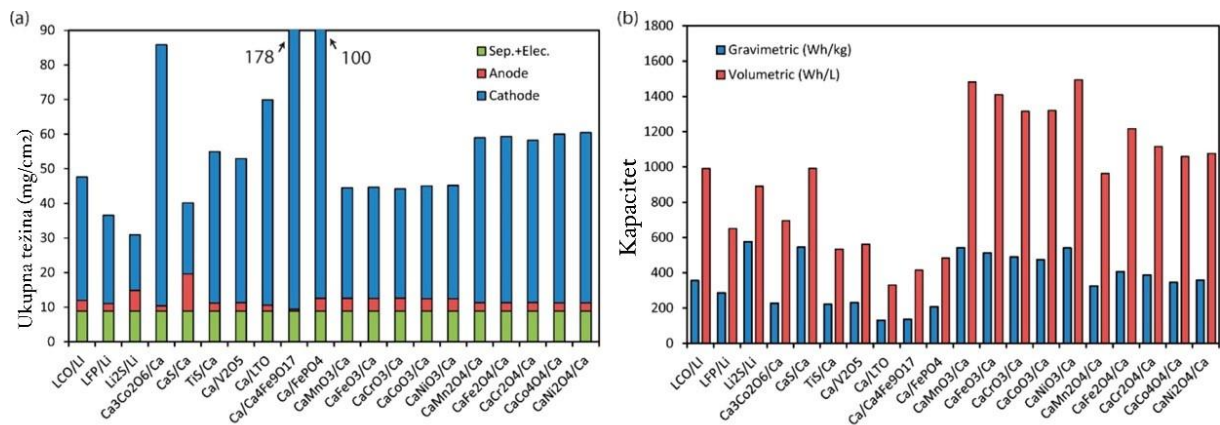 (a)
Ukupna težina (mg/cm2)
90
80
70
60
50
40
30
20
10
0
178
100
Sep.+Elec.
Anode
Cathode
LCO/Li
LFP/Li
Li2S/Li
Ca3Co2O6/Ca
CaS/Ca
TiS/Ca
Ca/V2O5
Ca/LTO
Ca/Ca4Fe9O17
Ca/FePO4
CaMnO3/Ca
CaFeO3/Ca
CaCrO3/Ca
CaCoO3/Ca
CaNiO3/Ca
CaMn2O4/Ca
CaFe2O4/Ca
CaCr2O4/Ca
CaCo4O4/Ca
CaNi2O4/Ca
(b)
Kapacitet
1800
1600
1400
1200
1000
800
600
400
200
0
Gravimetric (Wh/kg)
Volumetric (Wh/L)
LCO/Li
LFP/Li
Li2S/Li
Ca3Co2O6/Ca
CaS/Ca
TiS/Ca
Ca/V2O5
Ca/LTO
Ca/Ca4Fe9O17
Ca/FePO4
CaMnO3/Ca
CaFeO3/Ca
CaCrO3/Ca
CaCoO3/Ca
CaNiO3/Ca
CaMn2O4/Ca
CaFe2O4/Ca
CaCr2O4/Ca
CaCo4O4/Ca
CaNi2O4/Ca